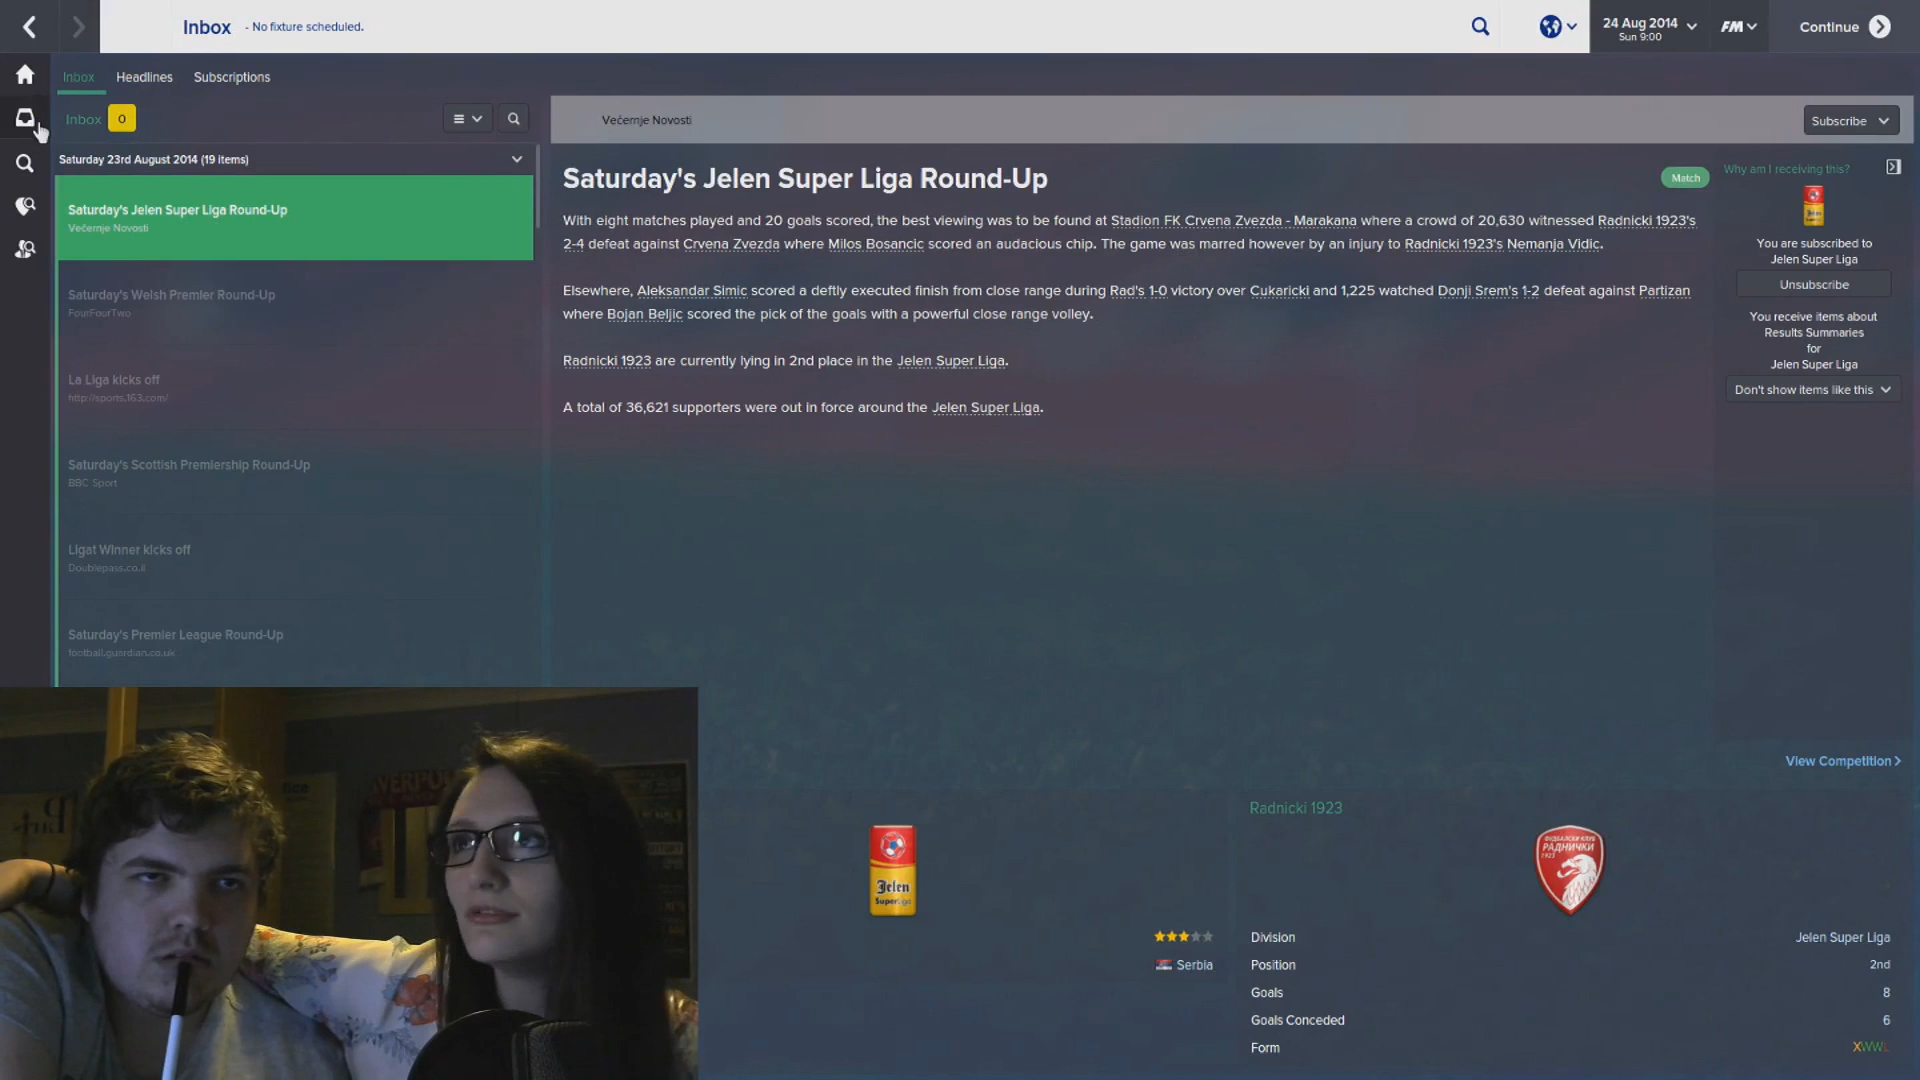 Inbox - No fixture scheduled.
24 Aug 2014
Sun 9:00
FM
Continue
Inbox Headlines Subscriptions
Inbox 0
Saturday 23rd August 2014 (19 items)
Saturday's Jelen Super Liga Round-Up
Večernje Novosti
Saturday's Welsh Premier Round-Up
FourFourTwo
La Liga kicks off
http://sports.163.com/
Saturday's Scottish Premiership Round-Up
BBC Sport
Ligat Winner kicks off
Doublepass.co.il
Saturday's Premier League Round-Up
football.guardian.co.uk
Večernje Novosti
Subscribe
Saturday's Jelen Super Liga Round-Up
Match
With eight matches played and 20 goals scored, the best viewing was to be found at Stadion FK Crvena Zvezda - Marakana where a crowd of 20,630 witnessed Radnicki 1923's
2-4 defeat against Crvena Zvezda where Milos Bosancic scored an audacious chip. The game was marred however by an injury to Radnicki 1923's Nemanja Vidic.
Elsewhere, Aleksandar Simic scored a deftly executed finish from close range during Rad's 1-0 victory over Cukaricki and 1,225 watched Donji Srem's 1-2 defeat against Partizan
where Bojan Beljic scored the pick of the goals with a powerful close range volley.
Radnicki 1923 are currently lying in 2nd place in the Jelen Super Liga.
A total of 36,621 supporters were out in force around the Jelen Super Liga.
Why am I receiving this?
You are subscribed to
Jelen Super Liga
Unsubscribe
You receive items about
Results Summaries
for
Jelen Super Liga
Don't show items like this
View Competition
Jelen
SuperLiga
Serbia
Radnicki 1923
ФУДБАЛСКИ КЛУБ
РАДНИЧКИ
1923
Division Jelen Super Liga
Position 2nd
Goals 8
Goals Conceded 6
Form XWWL